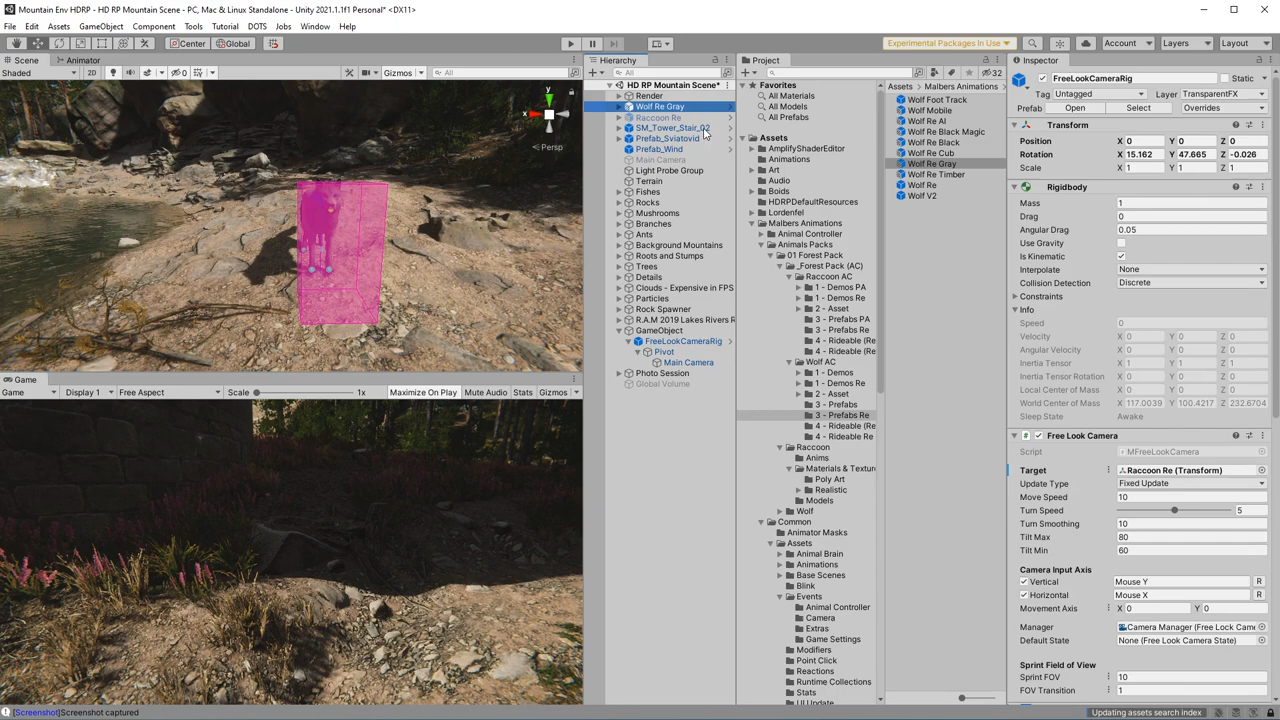 Mountain Env HDRP - HD RP Mountain Scene - PC, Mac & Linux Standalone - Unity 2021.1.1f1 Personal* <DX11>
File Edit Assets GameObject Component Tools Tutorial DOTS Jobs Window Help
Center Global Experimental Packages In Use Account Layers Layout
Scene Animator
Shaded 2D 0 Gizmos All
y
x
Persp
Game
Game Display 1 Free Aspect Scale 1x Maximize On Play Mute Audio Stats Gizmos
[Screenshot]Screenshot captured
Hierarchy
All
HD RP Mountain Scene*
Render
Wolf Re Gray
Raccoon Re
SM_Tower_Stair_02
Prefab_Sviatovid
Prefab_Wind
Main Camera
Light Probe Group
Terrain
Fishes
Rocks
Mushrooms
Branches
Ants
Background Mountains
Roots and Stumps
Trees
Details
Clouds - Expensive in FPS
Particles
Rock Spawner
R.A.M 2019 Lakes Rivers R
GameObject
FreeLookCameraRig
Pivot
Main Camera
Photo Session
Global Volume
Project
32
Favorites
All Materials
All Models
All Prefabs
Assets
AmplifyShaderEditor
Animations
Art
Audio
Boids
HDRPDefaultResources
Lordenfel
Malbers Animations
Animal Controller
Animals Packs
01 Forest Pack
_Forest Pack (AC)
Raccoon AC
1 - Demos PA
1 - Demos Re
2 - Asset
3 - Prefabs PA
3 - Prefabs Re
4 - Rideable (Re
4 - Rideable (Re
Wolf AC
1 - Demos
1 - Demos Re
2 - Asset
3 - Prefabs
3 - Prefabs Re
4 - Rideable (Re
4 - Rideable Re
Raccoon
Anims
Materials & Texture
Poly Art
Realistic
Models
Wolf
Common
Animator Masks
Assets
Animal Brain
Animations
Base Scenes
Blink
Events
Animal Controller
Camera
Extras
Game Settings
Modifiers
Point Click
Reactions
Runtime Collections
Stats
UI Update
Assets Malbers Animations
Wolf Foot Track
Wolf Mobile
Wolf Re AI
Wolf Re Black Magic
Wolf Re Black
Wolf Re Cub
Wolf Re Gray
Wolf Re Timber
Wolf Re
Wolf V2
Inspector
FreeLookCameraRig Static
Tag Untagged Layer TransparentFX
Prefab Open Select Overrides
Transform
Position X 0 Y 0 Z 0
Rotation X 15.162 Y 47.665 Z -0.026
Scale X 1 Y 1 Z 1
Rigidbody
Mass 1
Drag 0
Angular Drag 0.05
Use Gravity
Is Kinematic
Interpolate None
Collision Detection Discrete
Constraints
Info
Speed 0
Velocity X 0 Y 0 Z 0
Angular Velocity X 0 Y 0 Z 0
Inertia Tensor X 1 Y 1 Z 1
Inertia Tensor Rotation X 0 Y 0 Z 0
Local Center of Mass X 0 Y 0 Z 0
World Center of Mass X 117.0039 Y 100.4217 Z 232.6704
Sleep State Awake
Free Look Camera
Script MFreeLookCamera
Target Raccoon Re (Transform)
Update Type Fixed Update
Move Speed 10
Turn Speed 5
Turn Smoothing 10
Tilt Max 80
Tilt Min 60
Camera Input Axis
Vertical Mouse Y R
Horizontal Mouse X R
Movement Axis X 0 Y 0
Manager Camera Manager (Free Lock Came
Default State None (Free Look Camera State)
Sprint Field of View
Sprint FOV 10
FOV Transition 1
Updating assets search index